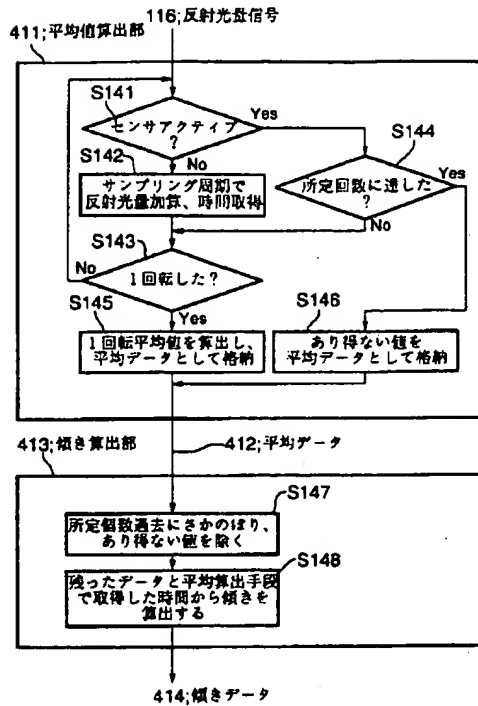 116;反射光量信号
411;平均値算出部
S141
センサアクティブ
?
Yes
S144
S142
No
サンプリング周期で
反射光量加算、時間取得
所定回数に達した
?
Yes
No
S143
No
1回転した?
S145
Yes
S146
1回転平均値を算出し、
平均データとして格納
あり得ない値を
平均データとして格納
413;傾き算出部
412;平均データ
S147
所定個数過去にさかのぼり、
あり得ない値を除く
S148
残ったデータと平均算出手段
で取得した時間から傾きを
算出する
414;傾きデータ